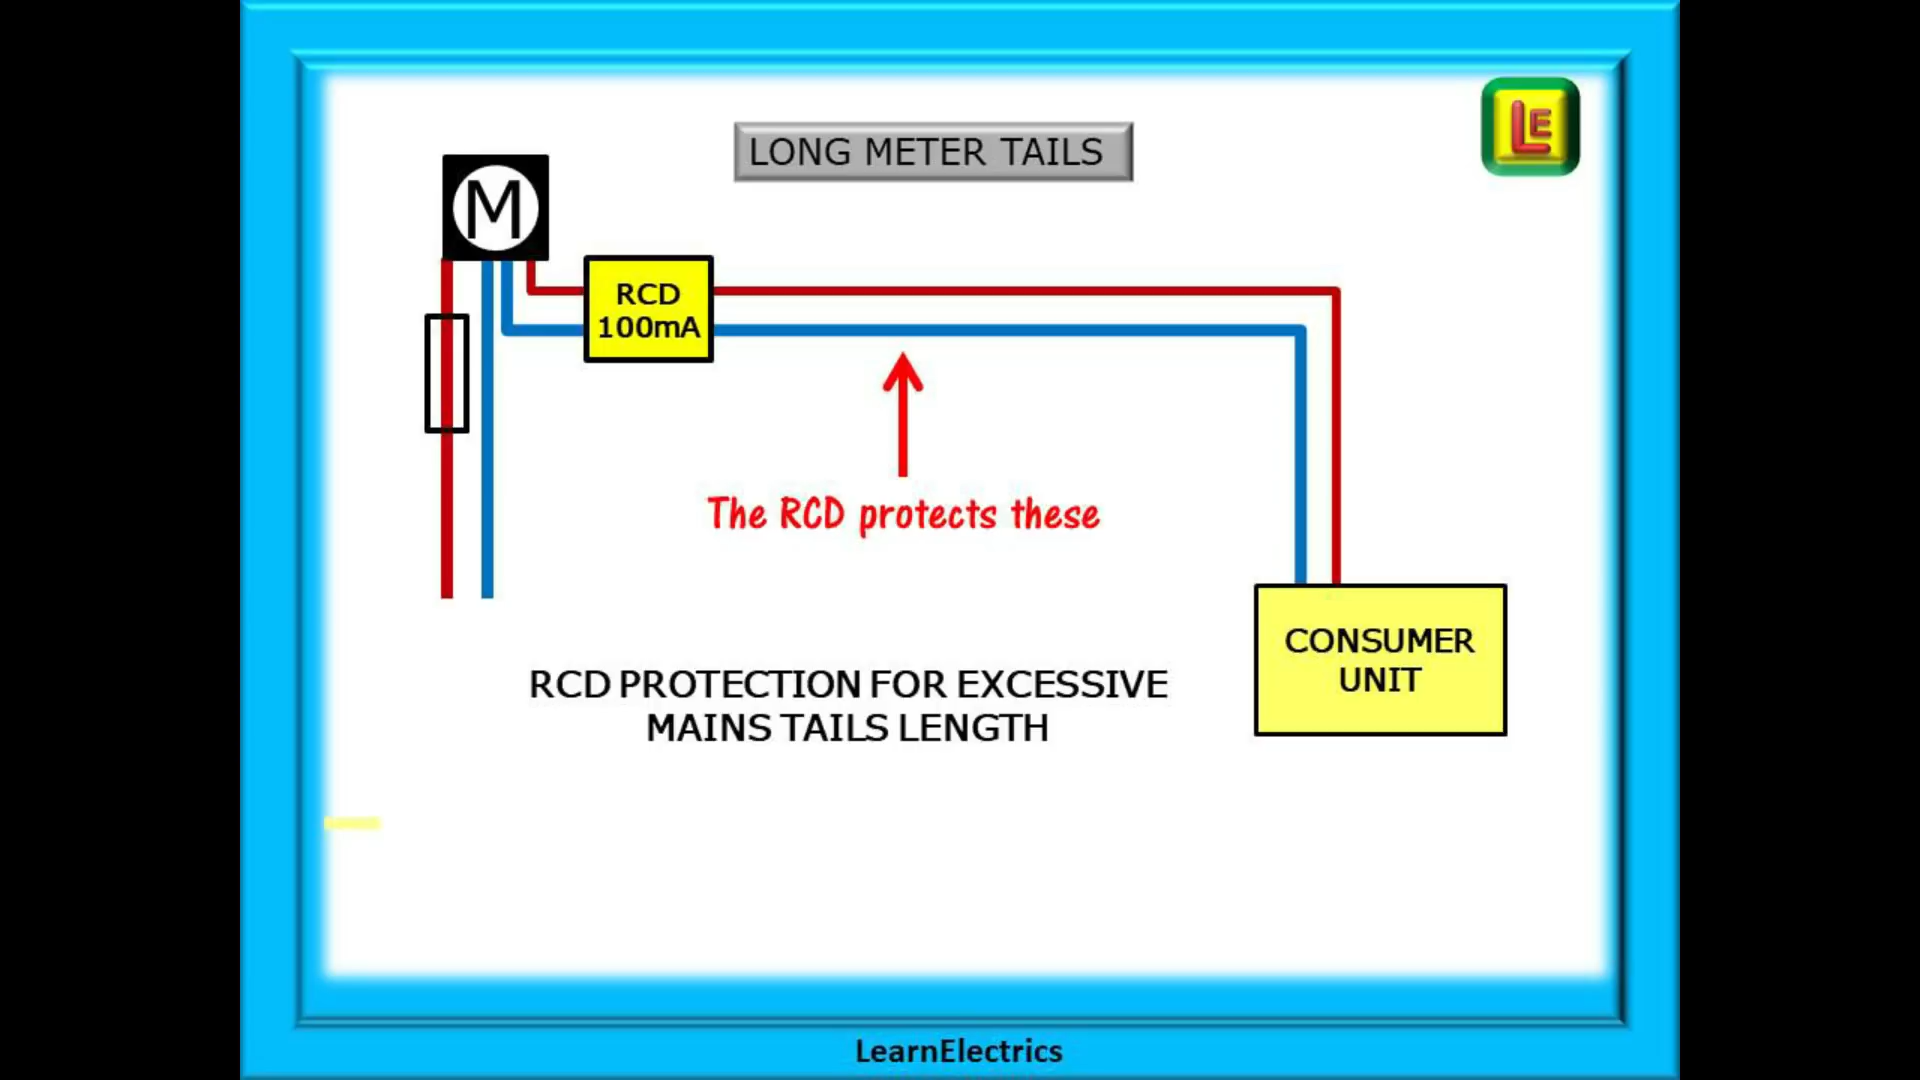 LONG METER TAILS
LE
M
RCD
100mA
The RCD protects these
CONSUMER
UNIT
RCD PROTECTION FOR EXCESSIVE
MAINS TAILS LENGTH
LearnElectrics